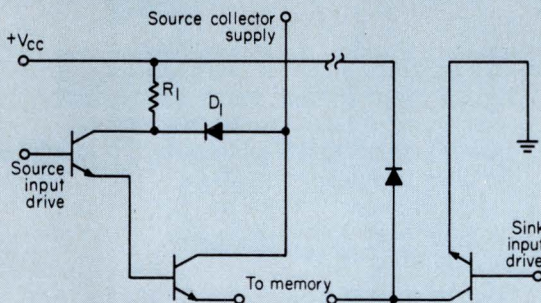 Source collector
supply
+Vcc
R1
D1
Source
input
drive
To memory
Sink
input
drive